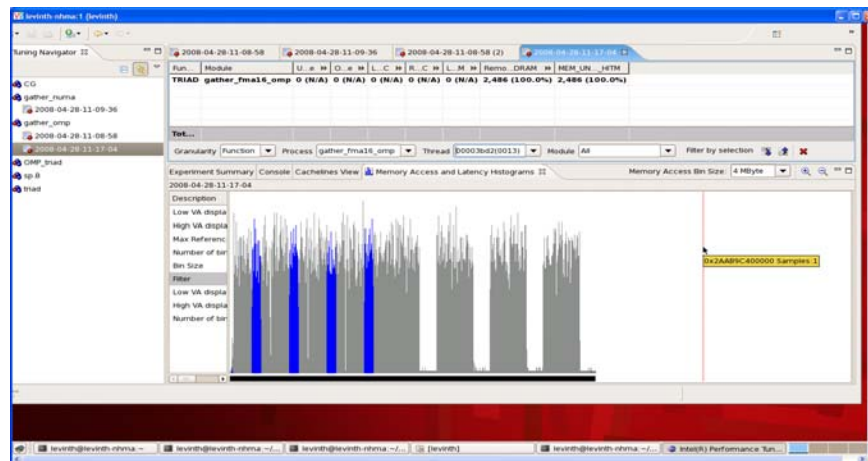 levinth-nhma:1 (levinth)
Tuning Navigator
2008-04-28-11-08-58
2008-04-28-11-09-36
2008-04-28-11-08-58 (2)
2008-04-28-11-17-04
Fun... Module U...e O...e L...C R...C L...M Remo...DRAM MEM_UN..._HITM
TRIAD gather_fma16_omp 0 (N/A) 0 (N/A) 0 (N/A) 0 (N/A) 0 (N/A) 2,486 (100.0%) 2,486 (100.0%)
CG
gather_numa
2008-04-28-11-09-36
gather_omp
2008-04-28-11-08-58
2008-04-28-11-17-04
OMP_triad
sp.B
triad
Tot...
Granularity Function Process gather_fma16_omp Thread 00003bd2(0013) Module All Filter by selection
Experiment Summary Console Cachelines View Memory Access and Latency Histograms Memory Access Bin Size: 4 MByte
2008-04-28-11-17-04
Description
Low VA displa
High VA displa
Max Referenc
Number of bin
Bin Size
Filter
Low VA displa
High VA displa
Number of bin
0x2AAB9C400000 Samples 1
levinth@levinth-nhma:~
levinth@levinth-nhma:~/...
levinth@levinth-nhma:~/...
[levinth]
levinth@levinth-nhma:~/...
Intel(R) Performance Tun...